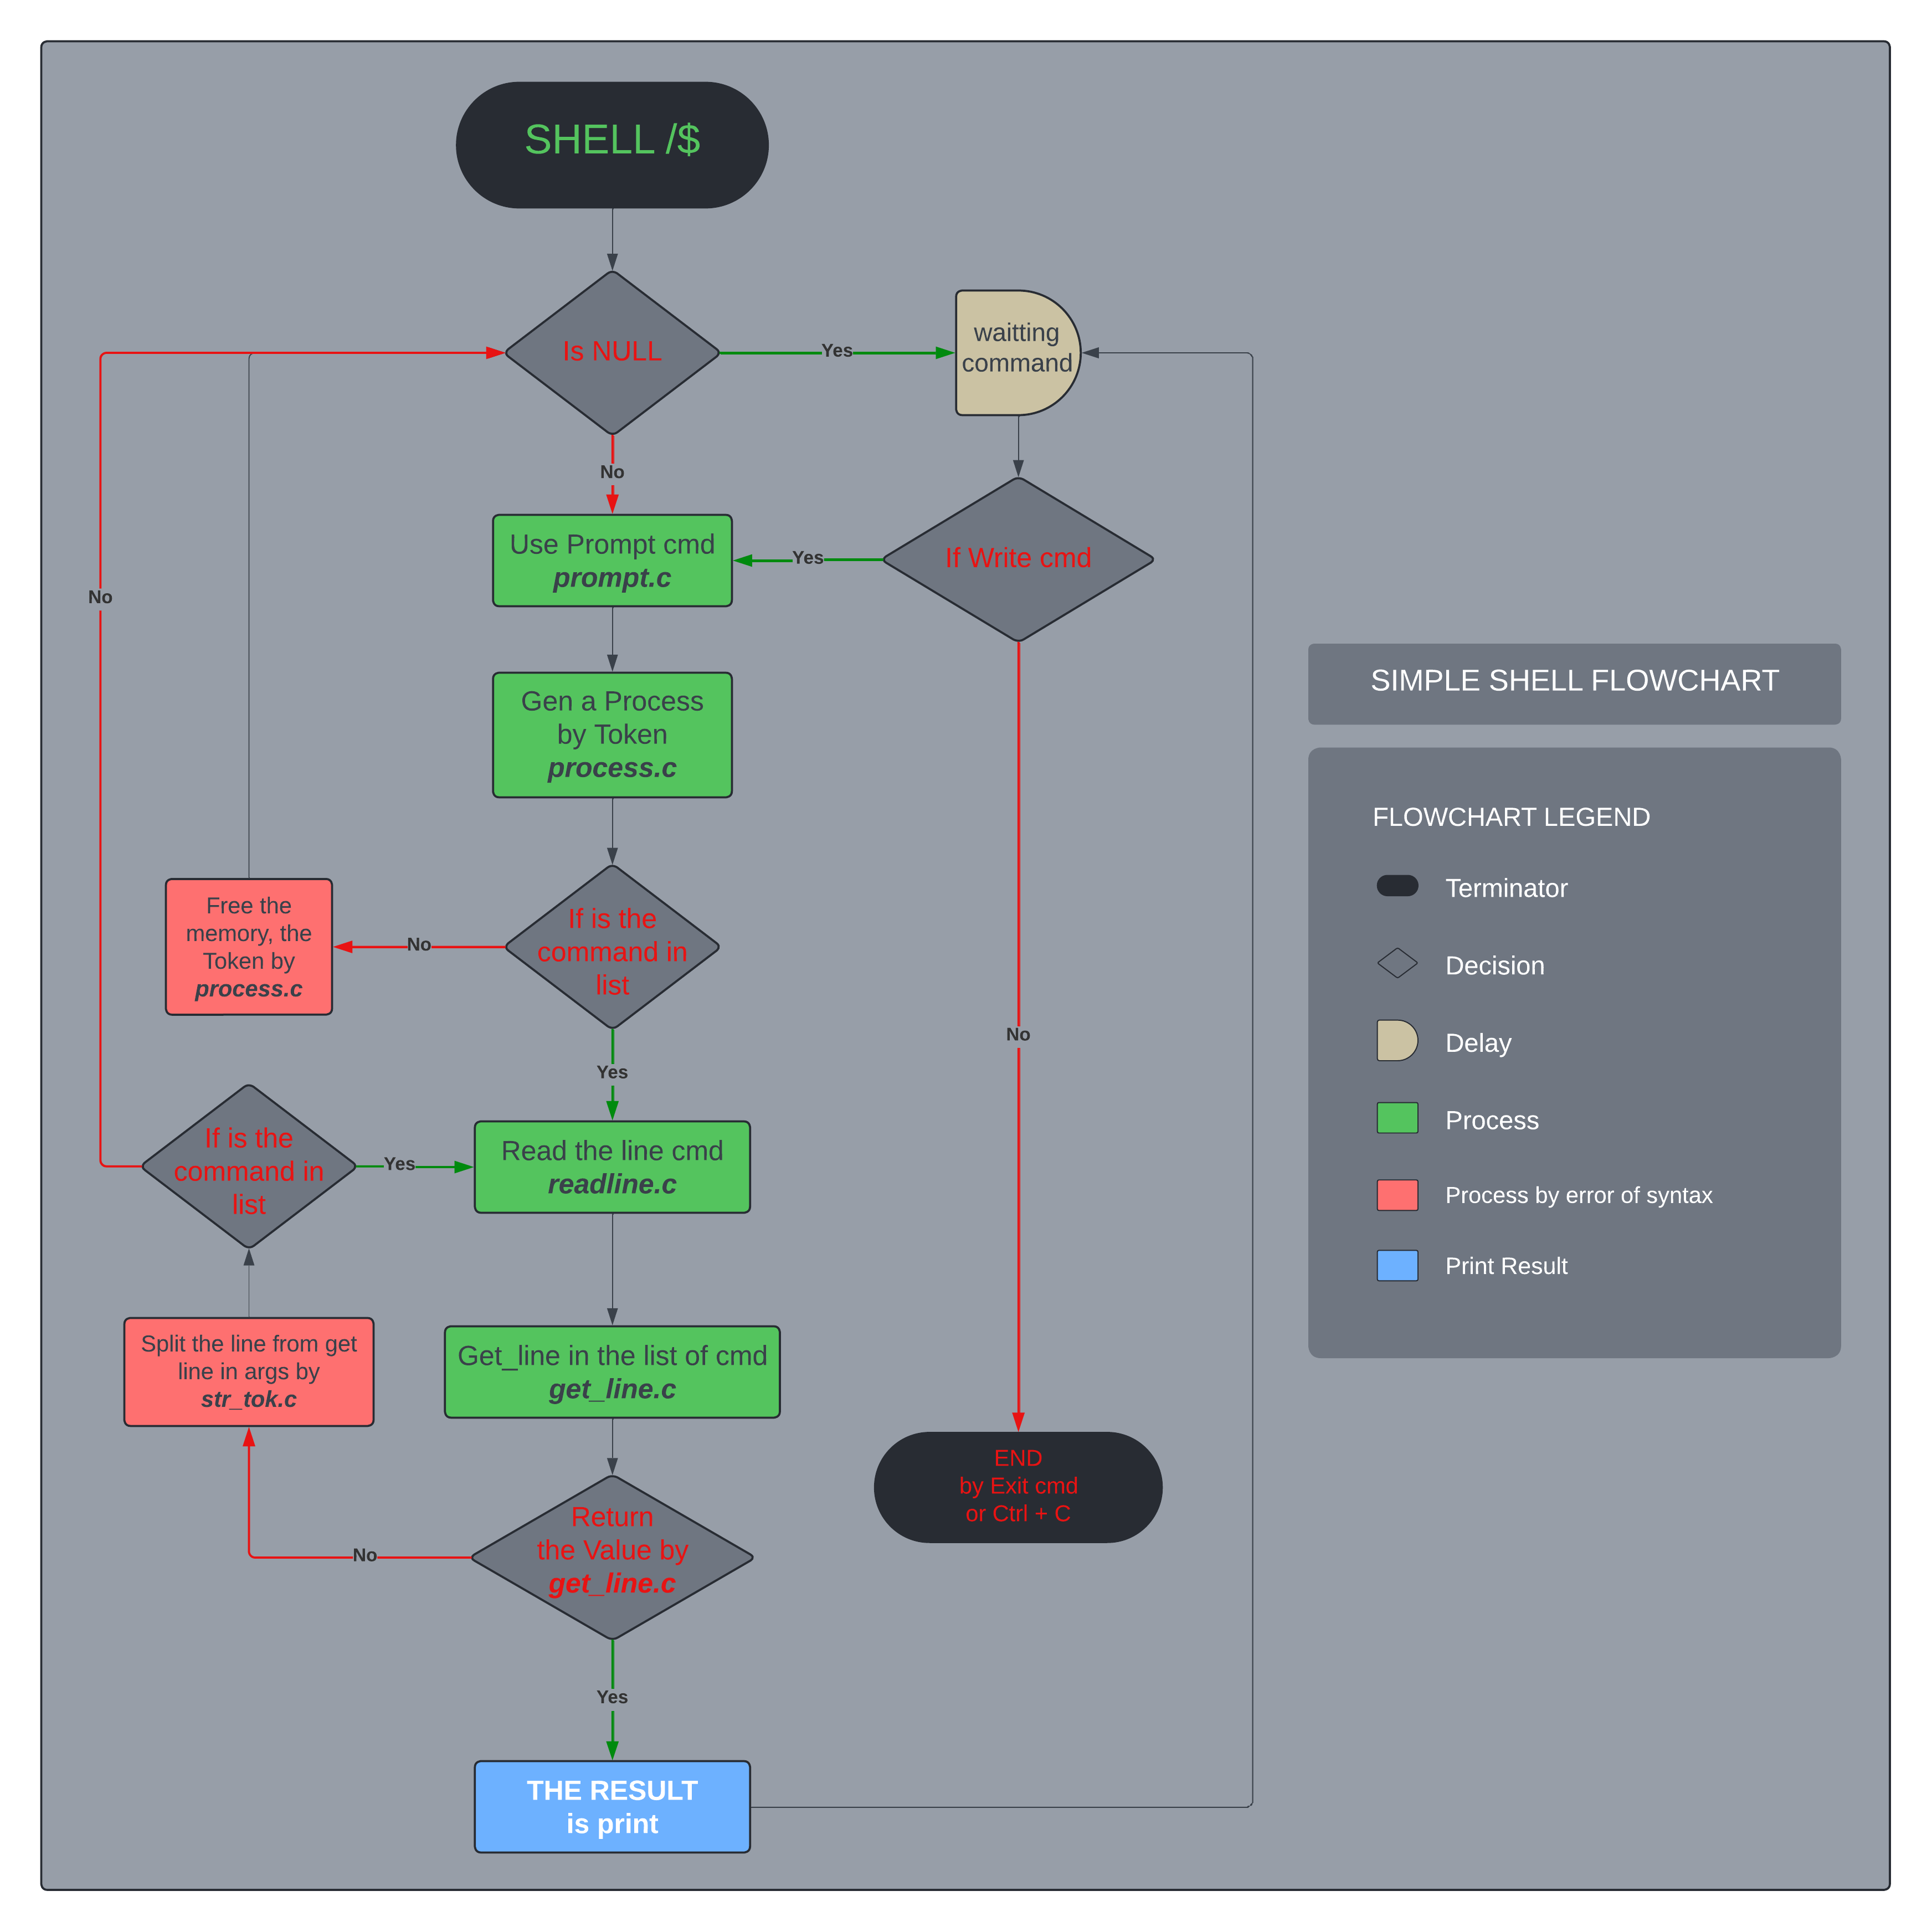 SHELL /$
Is NULL
Yes
waitting
command
No
Use Prompt cmd
prompt.c
Yes
If Write cmd
No
Gen a Process
by Token
process.c
Free the
memory, the
Token by
process.c
No
If is the
command in
list
No
Yes
If is the
command in
list
Yes
Read the line cmd
readline.c
Split the line from get
line in args by
str_tok.c
Get_line in the list of cmd
get_line.c
END
by Exit cmd
or Ctrl + C
No
Return
the Value by
get_line.c
Yes
THE RESULT
is print
SIMPLE SHELL FLOWCHART
FLOWCHART LEGEND
Terminator
Decision
Delay
Process
Process by error of syntax
Print Result